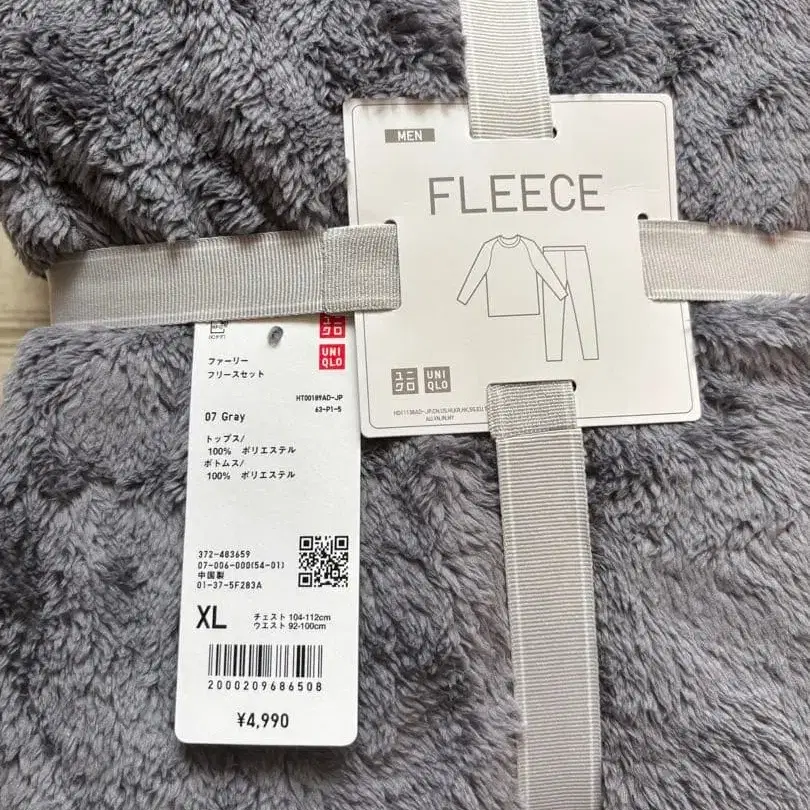 MEN
FLEECE
ユニ
クロ
UNI
QLO
ユニ
クロ
UNI
QLO
ファーリー
フリースセット
HT00189AD-JP
63-P1-5
07 Gray
トップス/
100% ポリエステル
ボトムス/
100% ポリエステル
372-483659
07-006-000(54-01)
中国製
01-37-5F283A
XL
チェスト 104-112cm
ウエスト 92-100cm
2000209686508
¥4,990